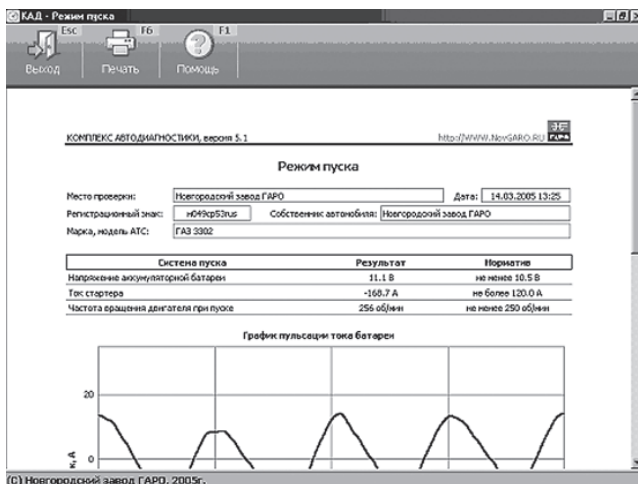 КАД - Режим пуска
Esc F6 F1
Выход Печать Помощь
КОМПЛЕКС АВТОДИАГНОСТИКИ, версия 5.1 http://WWW.NovGARO.RU ГАРО
Режим пуска
Место проверки: Новгородский завод ГАРО Дата: 14.03.2005 13:25
Регистрационный знак: н049ср53rus Собственник автомобиля: Новгородский завод ГАРО
Марка, модель АТС: ГАЗ 3302
Система пуска Результат Норматив
Напряжение аккумуляторной батареи 11.1 В не менее 10.5 В
Ток стартера -168.7 А не более 120.0 А
Частота вращения двигателя при пуске 256 об/мин не менее 250 об/мин
График пульсации тока батареи
20
0
к, А
(C) Новгородский завод ГАРО, 2005г.